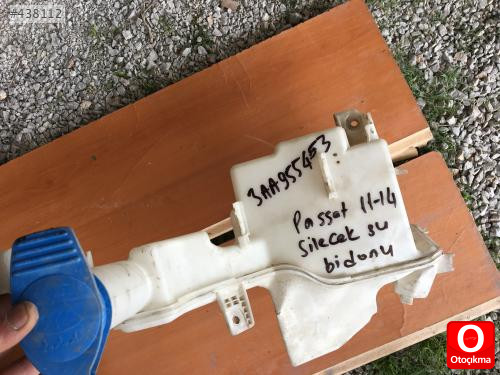 #438112
3AA955453
Passat 11-14
silecek su
bidonu
O
Otoçıkma